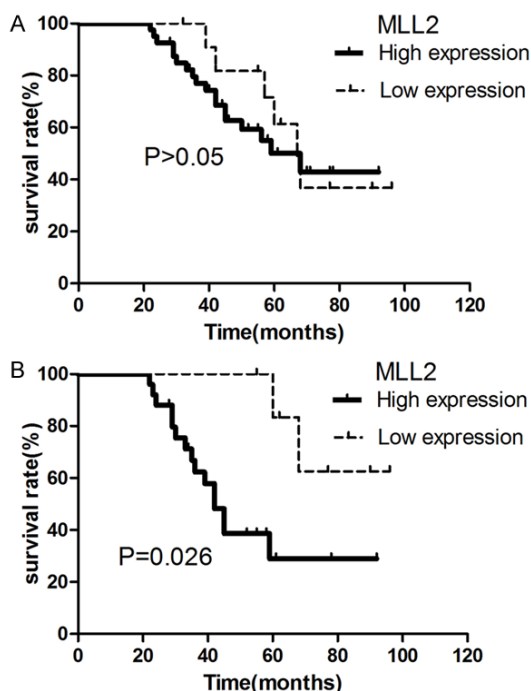 A
MLL2
High expression
Low expression
survival rate(%)
100
80
60
40
20
0
P>0.05
0 20 40 60 80 100 120
Time(months)
B
MLL2
High expression
Low expression
survival rate(%)
100
80
60
40
20
0
P=0.026
0 20 40 60 80 100 120
Time(months)